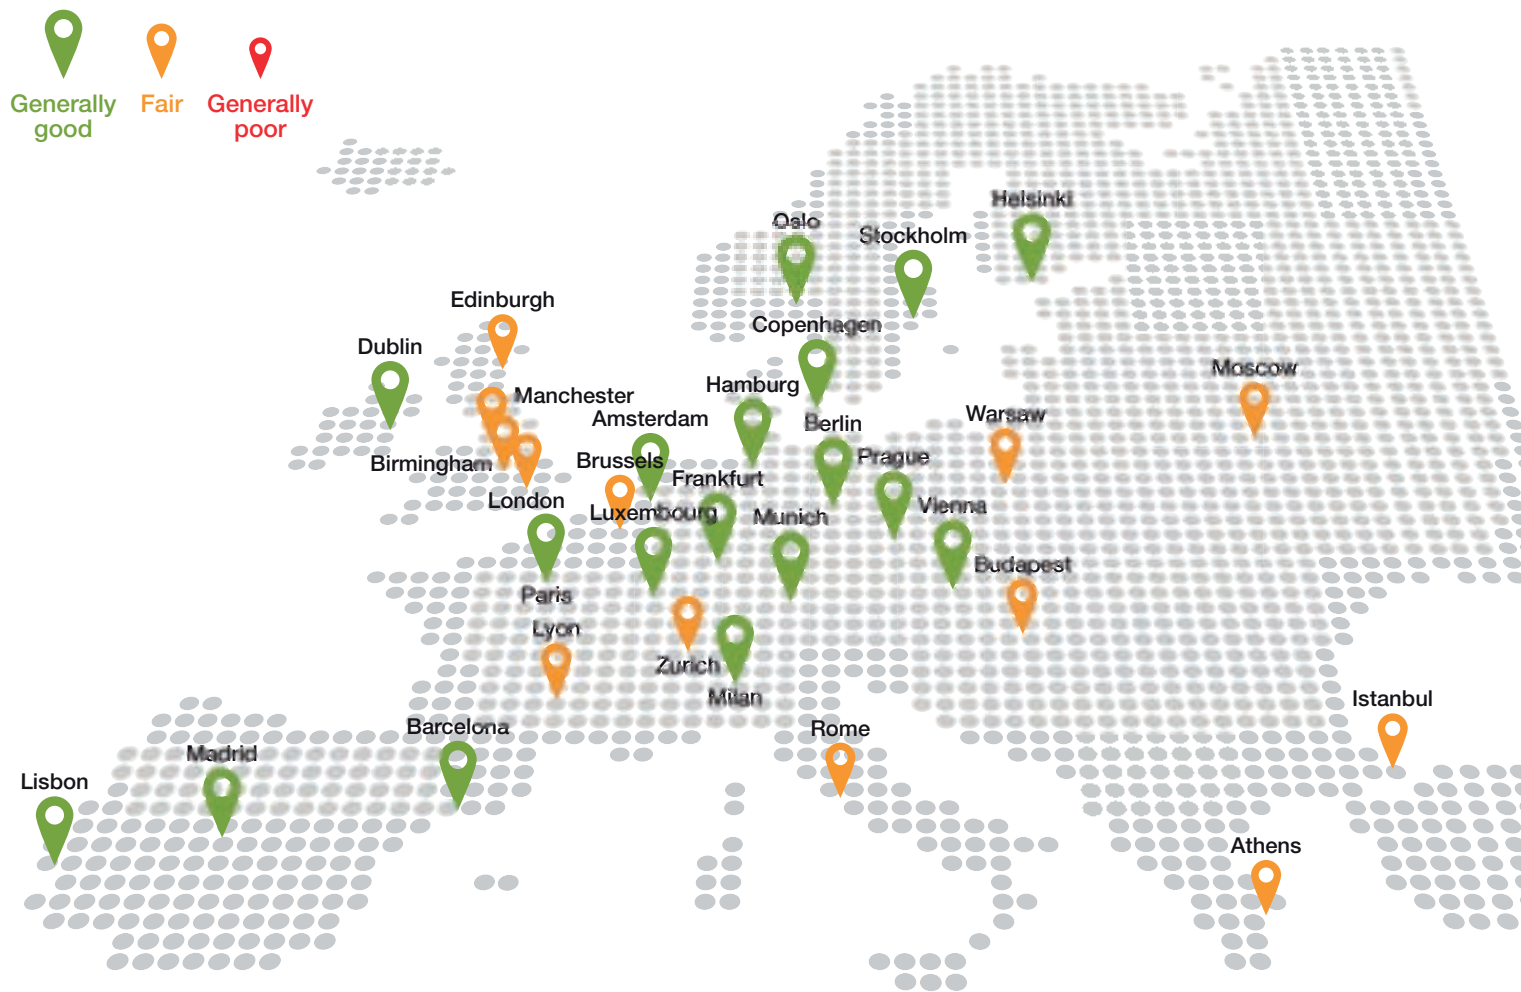 Generally
good
Fair
Generally
poor
Helsinki
Oslo
Stockholm
Edinburgh
Copenhagen
Dublin
Moscow
Hamburg
Manchester
Amsterdam
Warsaw
Berlin
Birmingham
Brussels
Prague
Frankfurt
London
Luxembourg
Munich
Vienna
Budapest
Paris
Lyon
Zurich
Milan
Istanbul
Barcelona
Rome
Madrid
Lisbon
Athens